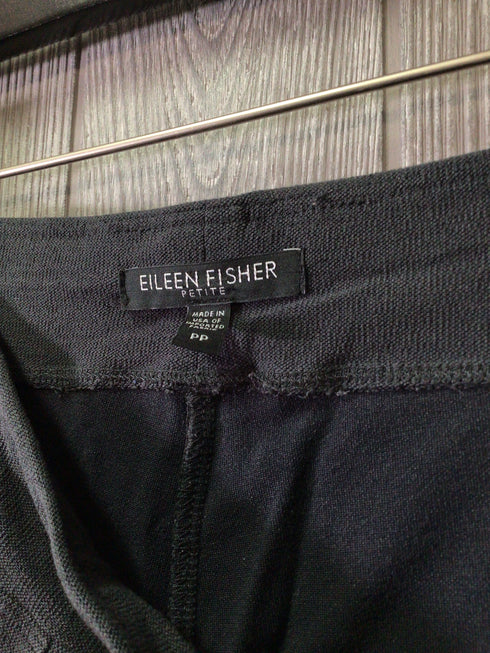 EILEEN FISHER
PETITE
MADE IN
USA OF
IMPORTED
FABRIC
PP